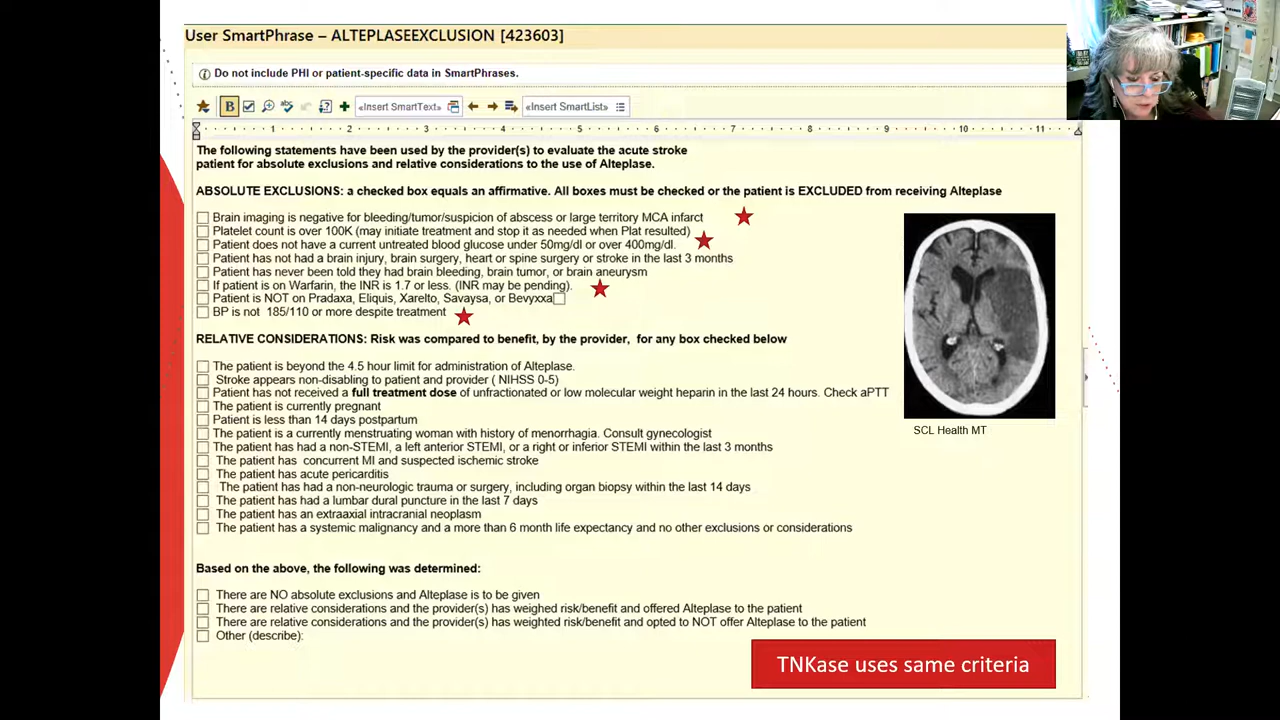 User SmartPhrase – ALTEPLASEEXCLUSION [423603]
Do not include PHI or patient-specific data in SmartPhrases.
B «Insert SmartText» «Insert SmartList»
1 2 3 4 5 6 7 8 9 10 11
The following statements have been used by the provider(s) to evaluate the acute stroke
patient for absolute exclusions and relative considerations to the use of Alteplase.
ABSOLUTE EXCLUSIONS: a checked box equals an affirmative. All boxes must be checked or the patient is EXCLUDED from receiving Alteplase
Brain imaging is negative for bleeding/tumor/suspicion of abscess or large territory MCA infarct
Platelet count is over 100K (may initiate treatment and stop it as needed when Plat resulted)
Patient does not have a current untreated blood glucose under 50mg/dl or over 400mg/dl.
Patient has not had a brain injury, brain surgery, heart or spine surgery or stroke in the last 3 months
Patient has never been told they had brain bleeding, brain tumor, or brain aneurysm
If patient is on Warfarin, the INR is 1.7 or less. (INR may be pending).
Patient is NOT on Pradaxa, Eliquis, Xarelto, Savaysa, or Bevyxxa
BP is not 185/110 or more despite treatment
RELATIVE CONSIDERATIONS: Risk was compared to benefit, by the provider, for any box checked below
The patient is beyond the 4.5 hour limit for administration of Alteplase.
Stroke appears non-disabling to patient and provider ( NIHSS 0-5)
Patient has not received a full treatment dose of unfractionated or low molecular weight heparin in the last 24 hours. Check aPTT
The patient is currently pregnant
Patient is less than 14 days postpartum
The patient is a currently menstruating woman with history of menorrhagia. Consult gynecologist
The patient has had a non-STEMI, a left anterior STEMI, or a right or inferior STEMI within the last 3 months
The patient has concurrent MI and suspected ischemic stroke
The patient has acute pericarditis
The patient has had a non-neurologic trauma or surgery, including organ biopsy within the last 14 days
The patient has had a lumbar dural puncture in the last 7 days
The patient has an extraaxial intracranial neoplasm
The patient has a systemic malignancy and a more than 6 month life expectancy and no other exclusions or considerations
Based on the above, the following was determined:
There are NO absolute exclusions and Alteplase is to be given
There are relative considerations and the provider(s) has weighed risk/benefit and offered Alteplase to the patient
There are relative considerations and the provider(s) has weighted risk/benefit and opted to NOT offer Alteplase to the patient
Other (describe):
SCL Health MT
TNKase uses same criteria